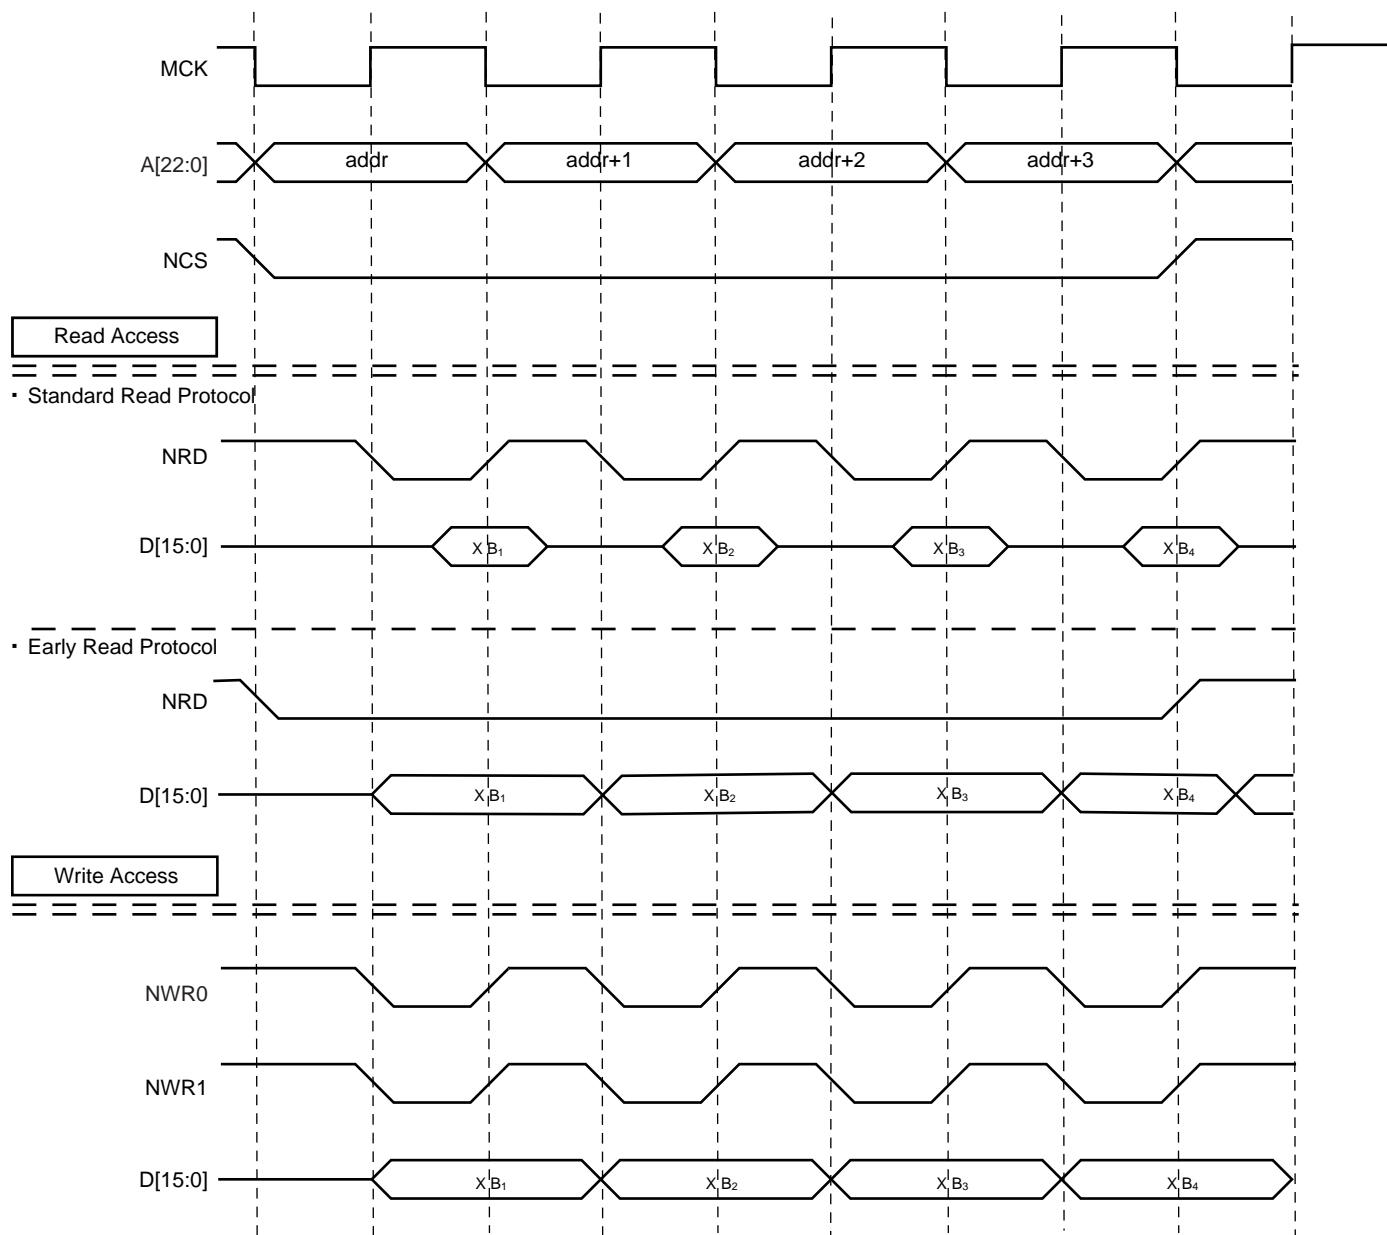 MCK
A[22:0]
addr addr+1 addr+2 addr+3
NCS
Read Access
· Standard Read Protocol
NRD
D[15:0]
X B₁ X B₂ X B₃ X B₄
· Early Read Protocol
NRD
D[15:0]
X B₁ X B₂ X B₃ X B₄
Write Access
NWR0
NWR1
D[15:0]
X B₁ X B₂ X B₃ X B₄